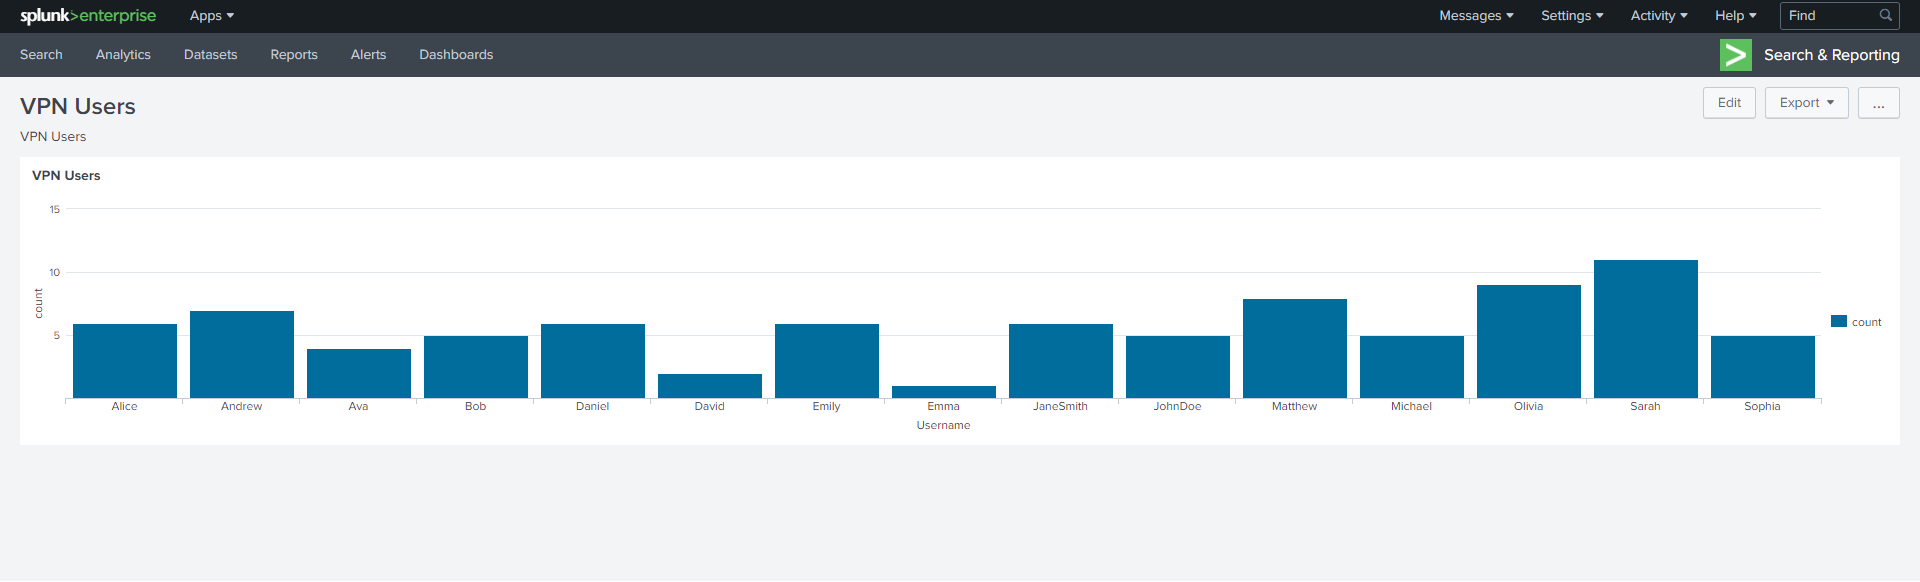 splunk>enterprise Apps Messages Settings Activity Help Find
Search Analytics Datasets Reports Alerts Dashboards Search & Reporting
VPN Users Edit Export ...
VPN Users
VPN Users
15
10
5
count
count
Alice Andrew Ava Bob Daniel David Emily Emma JaneSmith JohnDoe Matthew Michael Olivia Sarah Sophia
Username